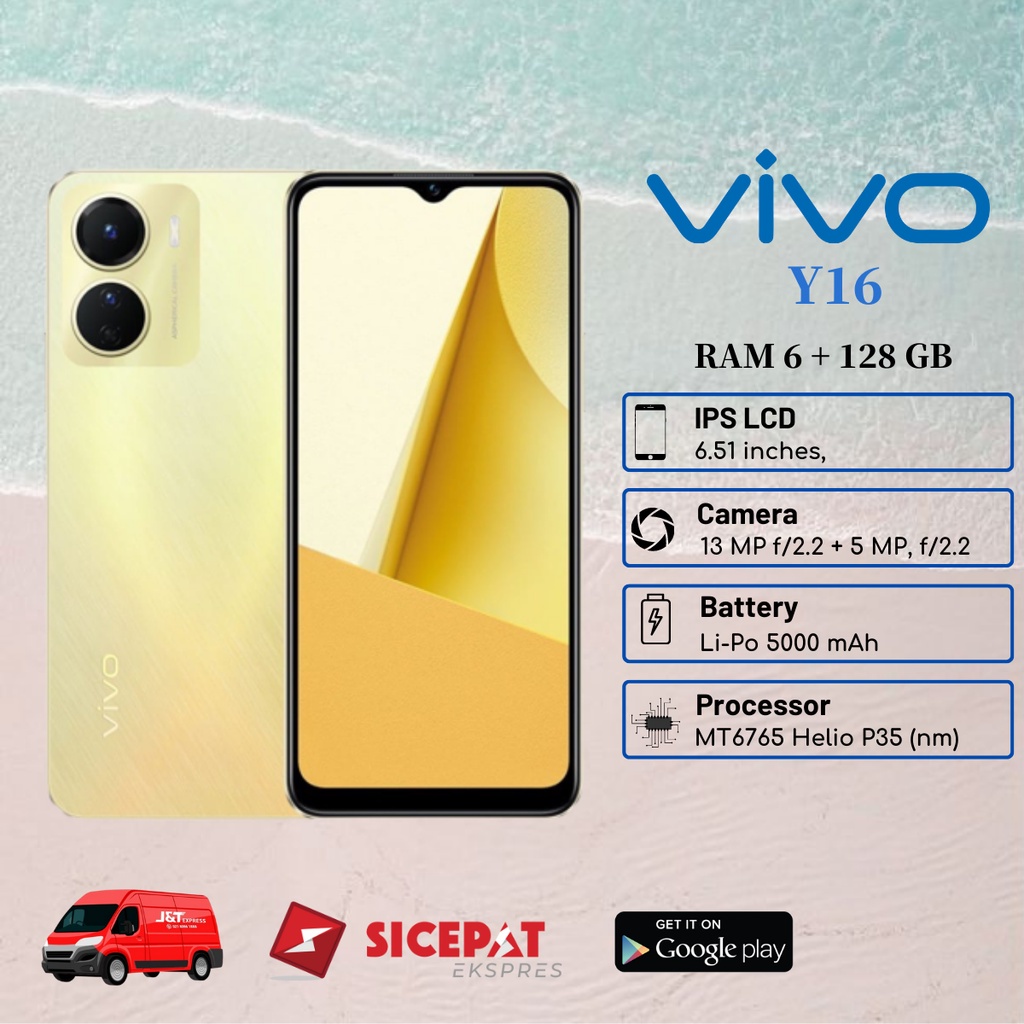 vivo
Y16
RAM 6 + 128 GB
IPS LCD
6.51 inches,
Camera
13 MP f/2.2 + 5 MP, f/2.2
Battery
Li-Po 5000 mAh
Processor
MT6765 Helio P35 (nm)
vivo
J&T EXPRESS
SICEPAT
EKSPRES
GET IT ON
Google play